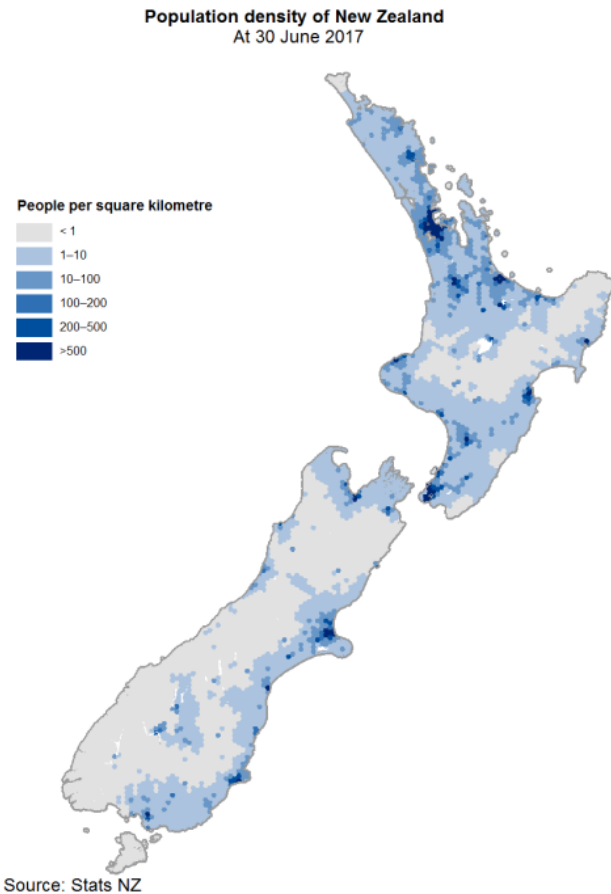 Population density of New Zealand
At 30 June 2017
People per square kilometre
< 1
1–10
10–100
100–200
200–500
>500
Source: Stats NZ